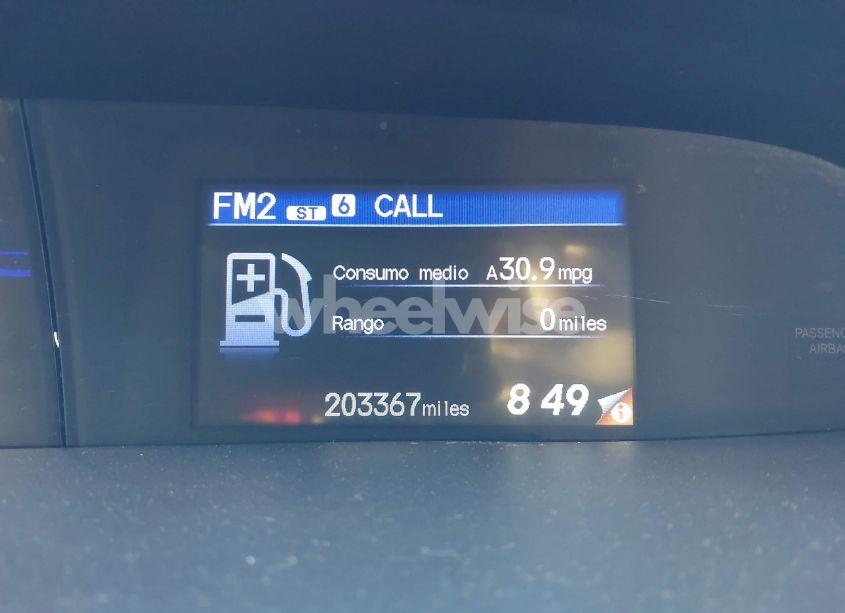 FM2 ST 6 CALL
Consumo medio A30.9mpg
wheelwise
Rango 0miles
203367miles 8 49
PASSENG
AIRBA